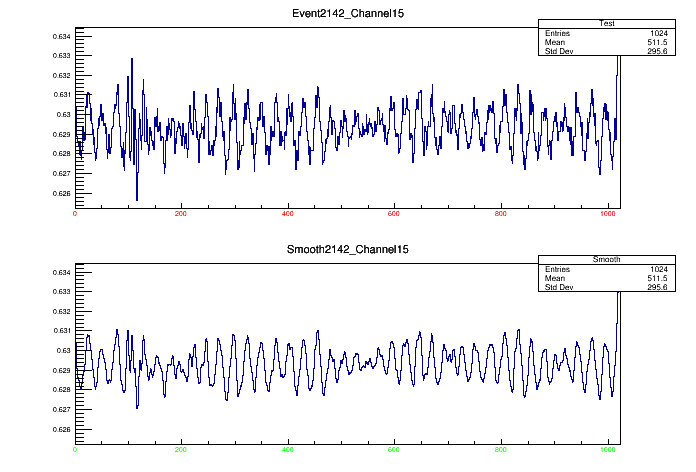 Event2142_Channel15
Test
Entries 1024
Mean 511.5
Std Dev 295.6
0.634
0.633
0.632
0.631
0.63
0.629
0.628
0.627
0.626
0 200 400 600 800 1000
Smooth2142_Channel15
Smooth
Entries 1024
Mean 511.5
Std Dev 295.6
0.634
0.633
0.632
0.631
0.63
0.629
0.628
0.627
0.626
0 200 400 600 800 1000